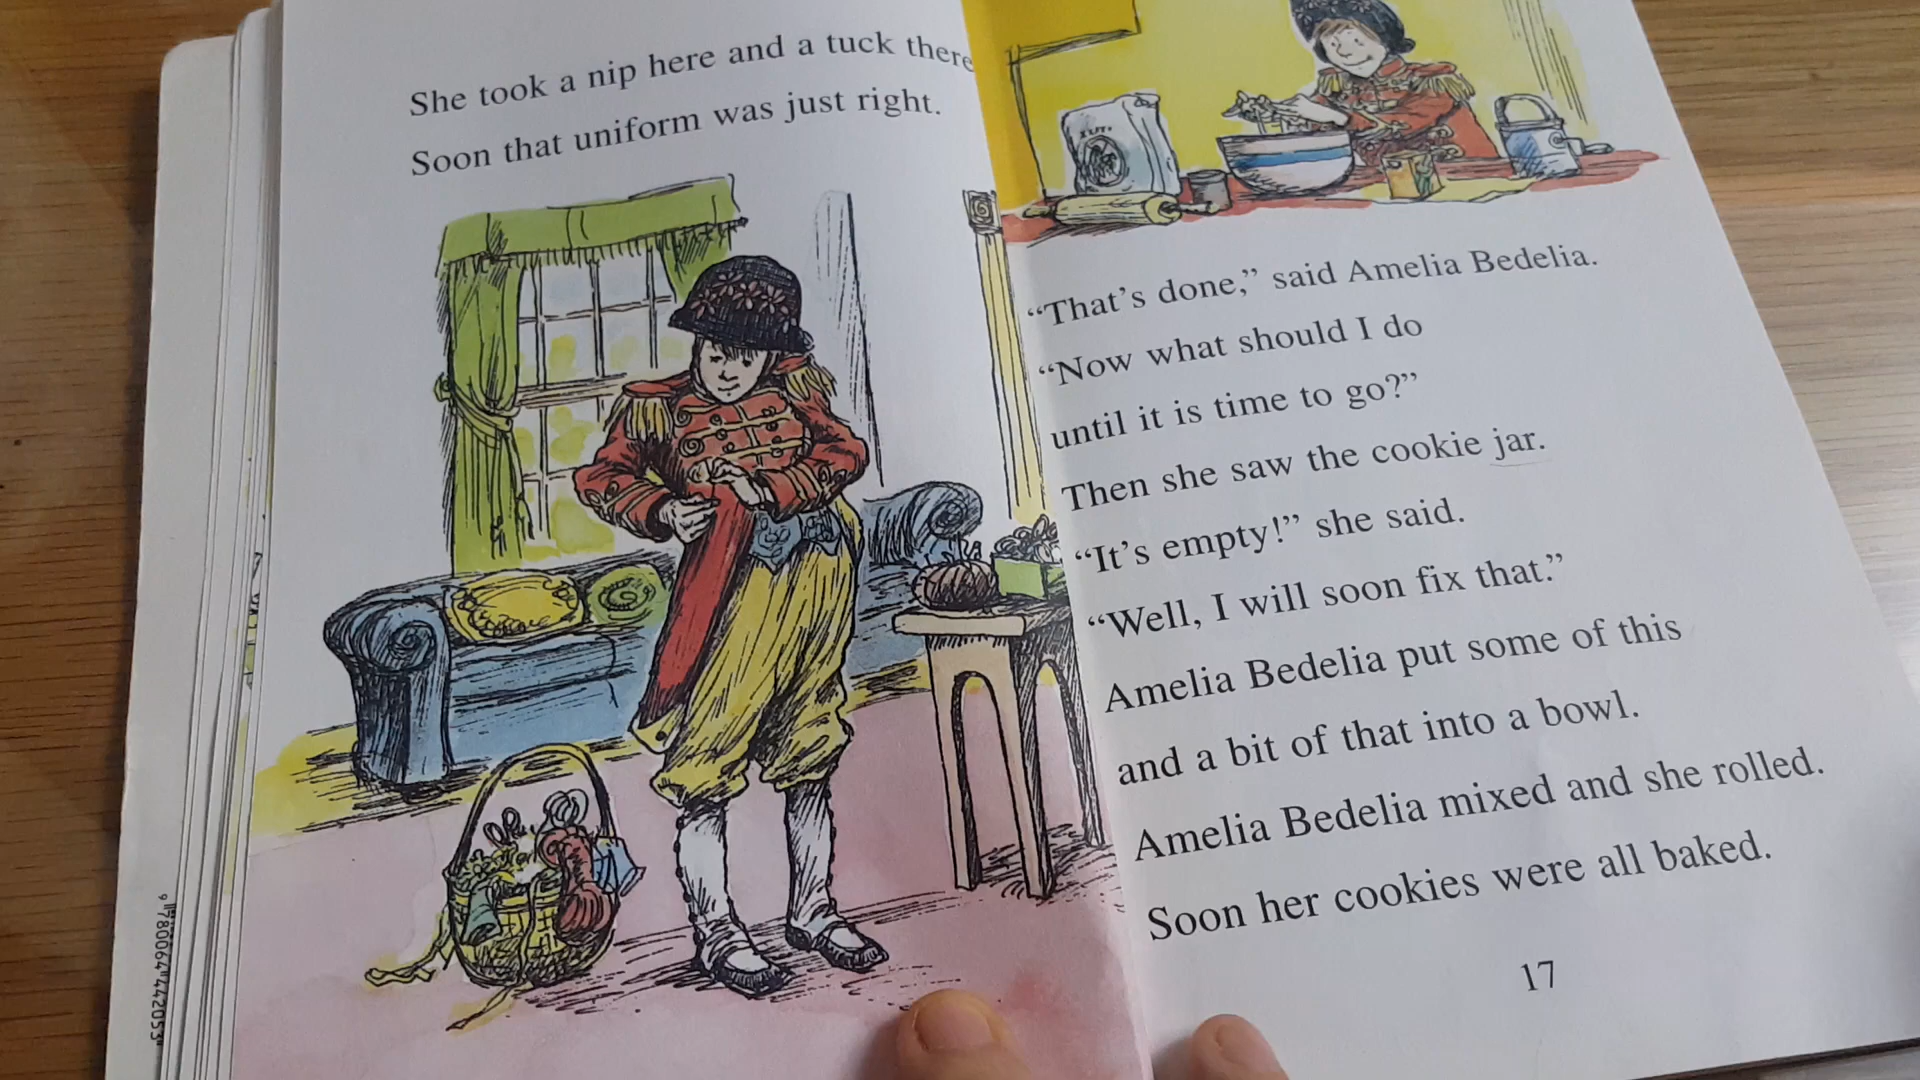 She took a nip here and a tuck there
Soon that uniform was just right.
“That’s done,” said Amelia Bedelia.
“Now what should I do
until it is time to go?”
Then she saw the cookie jar.
“It’s empty!” she said.
“Well, I will soon fix that.”
Amelia Bedelia put some of this
and a bit of that into a bowl.
Amelia Bedelia mixed and she rolled.
Soon her cookies were all baked.
17
9 780064 442053